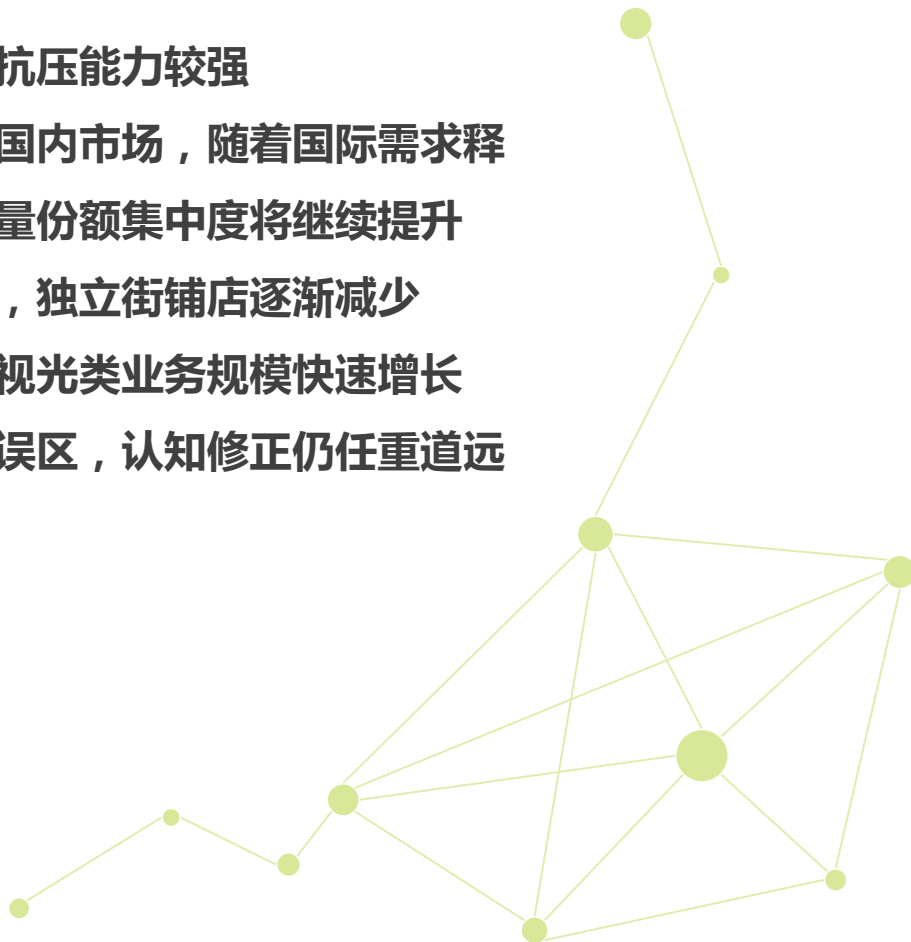 抗压能力较强
国内市场，随着国际需求释
量份额集中度将继续提升
，独立街铺店逐渐减少
视光类业务规模快速增长
误区，认知修正仍任重道远